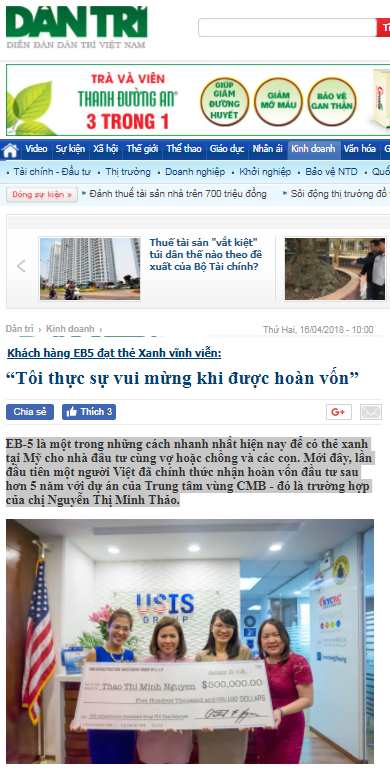 DÂN TRÍ
DIỄN ĐÀN DÂN TRÍ VIỆT NAM
TRÀ VÀ VIÊN
THANH ĐƯỜNG AN®
3 TRONG 1
GIÚP GIẢM ĐƯỜNG HUYẾT
GIẢM MỠ MÁU
BẢO VỆ GAN THẬN
Video Sự kiện Xã hội Thế giới Thể thao Giáo dục Nhân ái Kinh doanh Văn hóa
Tài chính - Đầu tư Thị trường Doanh nghiệp Khởi nghiệp Bảo vệ NTD Quố
Dòng sự kiện » Đánh thuế tài sản nhà trên 700 triệu đồng Sôi động thị trường đồ
Thuế tài sản "vắt kiệt"
túi dân thế nào theo đề
xuất của Bộ Tài chính?
Dân trí › Kinh doanh › Thứ Hai, 16/04/2018 - 10:00
Khách hàng EB5 đạt thẻ Xanh vĩnh viễn:
“Tôi thực sự vui mừng khi được hoàn vốn”
Chia sẻ Thích 3 G+
EB-5 là một trong những cách nhanh nhất hiện nay để có thẻ xanh
tại Mỹ cho nhà đầu tư cùng vợ hoặc chồng và các con. Mới đây, lần
đầu tiên một người Việt đã chính thức nhận hoàn vốn đầu tư sau
hơn 5 năm với dự án của Trung tâm vùng CMB - đó là trường hợp
của chị Nguyễn Thị Minh Thảo.
USIS
GROUP
NYCRC
Thao Thi Minh Nguyen $500,000.00
Five Hundred Thousand and 00/100 DOLLARS